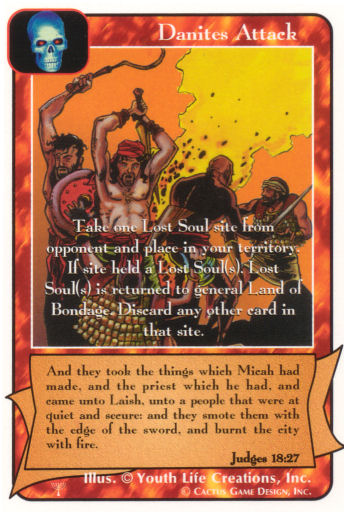 Danites Attack
Take one Lost Soul site from
opponent and place in your territory.
If site held a Lost Soul(s), Lost
Soul(s) is returned to general Land of
Bondage. Discard any other card in
that site.
And they took the things which Micah had
made, and the priest which he had, and
came unto Laish, unto a people that were at
quiet and secure: and they smote them with
the edge of the sword, and burnt the city
with fire.
Judges 18:27
Illus. © Youth Life Creations, Inc.
© Cactus Game Design, Inc.